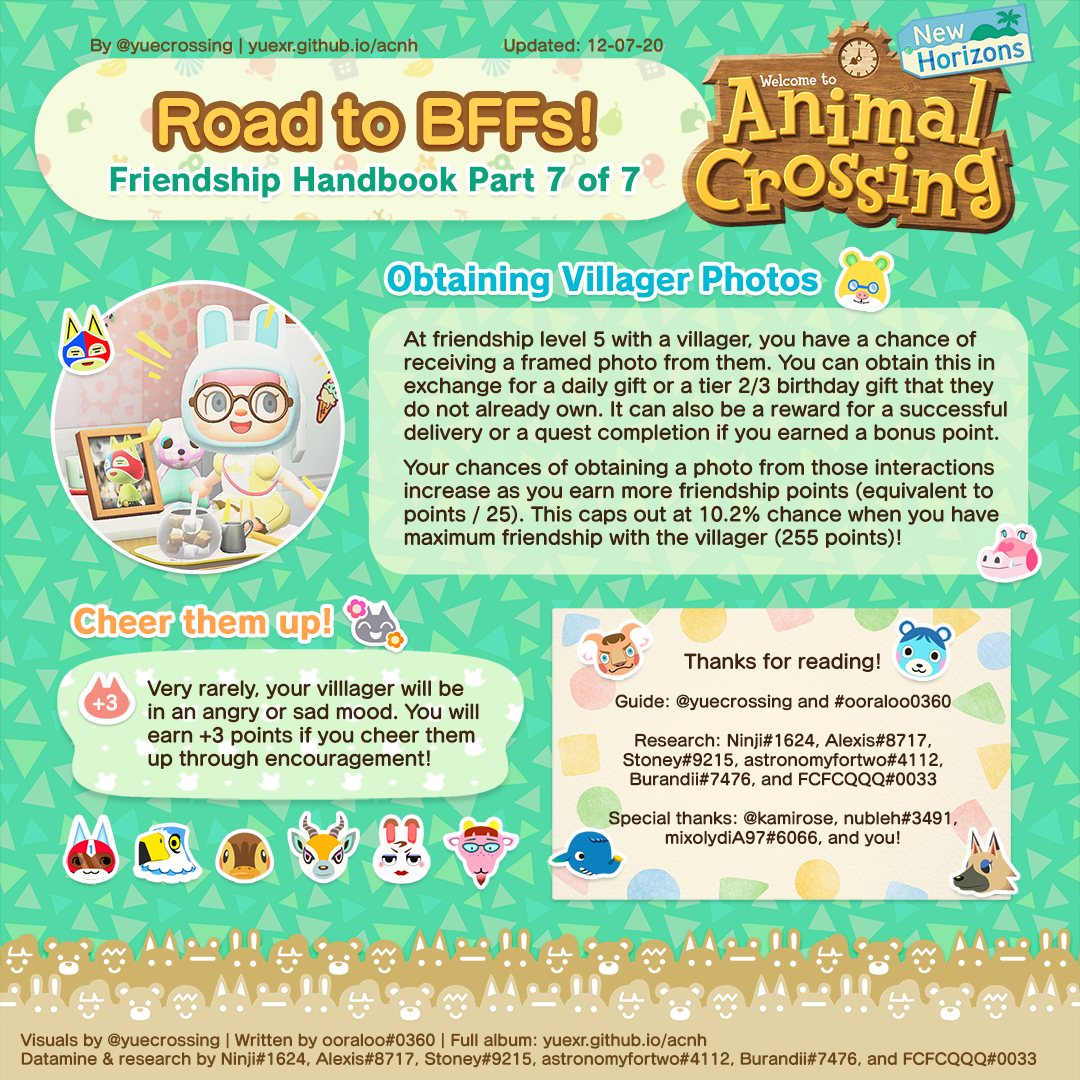 By @yuecrossing | yuexr.github.io/acnh
Updated: 12-07-20
Road to BFFs!
Friendship Handbook Part 7 of 7
Welcome to
Animal
Crossing
New
Horizons
Obtaining Villager Photos
At friendship level 5 with a villager, you have a chance of
receiving a framed photo from them. You can obtain this in
exchange for a daily gift or a tier 2/3 birthday gift that they
do not already own. It can also be a reward for a successful
delivery or a quest completion if you earned a bonus point.
Your chances of obtaining a photo from those interactions
increase as you earn more friendship points (equivalent to
points / 25). This caps out at 10.2% chance when you have
maximum friendship with the villager (255 points)!
Cheer them up!
+3
Very rarely, your villlager will be
in an angry or sad mood. You will
earn +3 points if you cheer them
up through encouragement!
Thanks for reading!
Guide: @yuecrossing and #ooraloo0360
Research: Ninji#1624, Alexis#8717,
Stoney#9215, astronomyfortwo#4112,
Burandii#7476, and FCFCQQQ#0033
Special thanks: @kamirose, nubleh#3491,
mixolydiA97#6066, and you!
Visuals by @yuecrossing | Written by ooraloo#0360 | Full album: yuexr.github.io/acnh
Datamine & research by Ninji#1624, Alexis#8717, Stoney#9215, astronomyfortwo#4112, Burandii#7476, and FCFCQQQ#0033